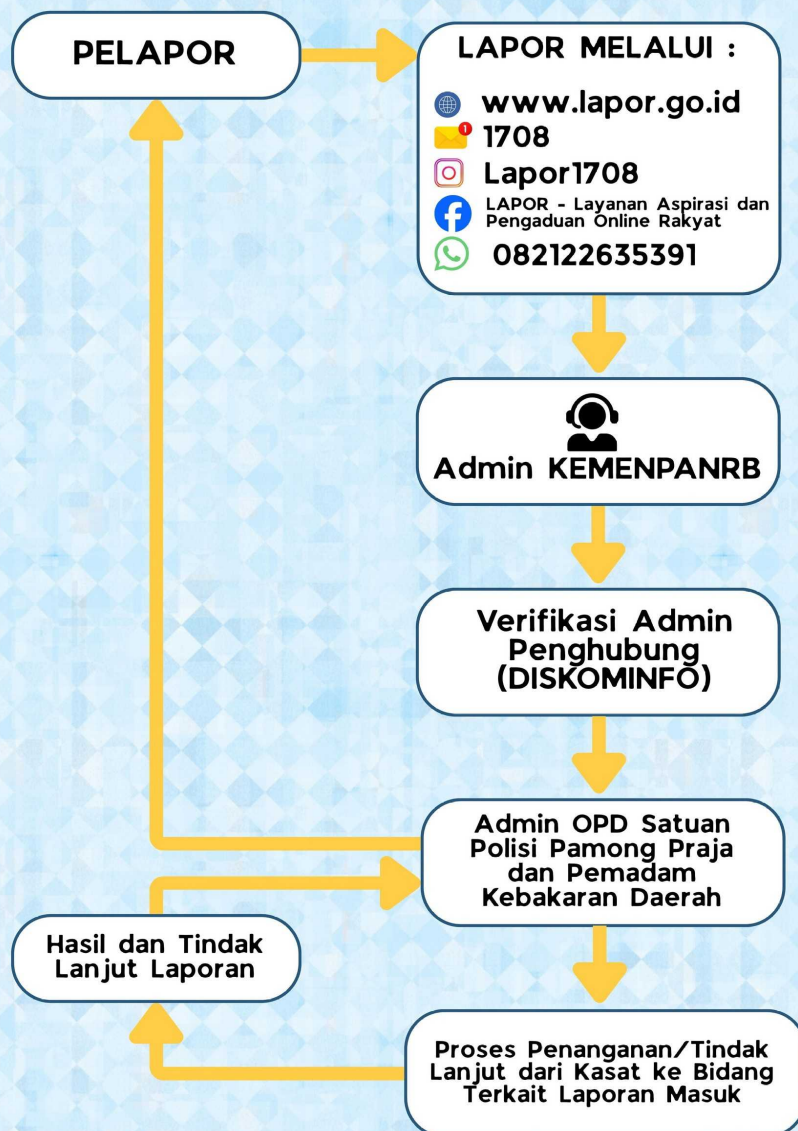 PELAPOR
LAPOR MELALUI :
www.lapor.go.id
1
1708
Lapor1708
LAPOR - Layanan Aspirasi dan
Pengaduan Online Rakyat
082122635391
Admin KEMENPANRB
Verifikasi Admin
Penghubung
(DISKOMINFO)
Admin OPD Satuan
Polisi Pamong Praja
dan Pemadam
Kebakaran Daerah
Hasil dan Tindak
Lanjut Laporan
Proses Penanganan/Tindak
Lanjut dari Kasat ke Bidang
Terkait Laporan Masuk